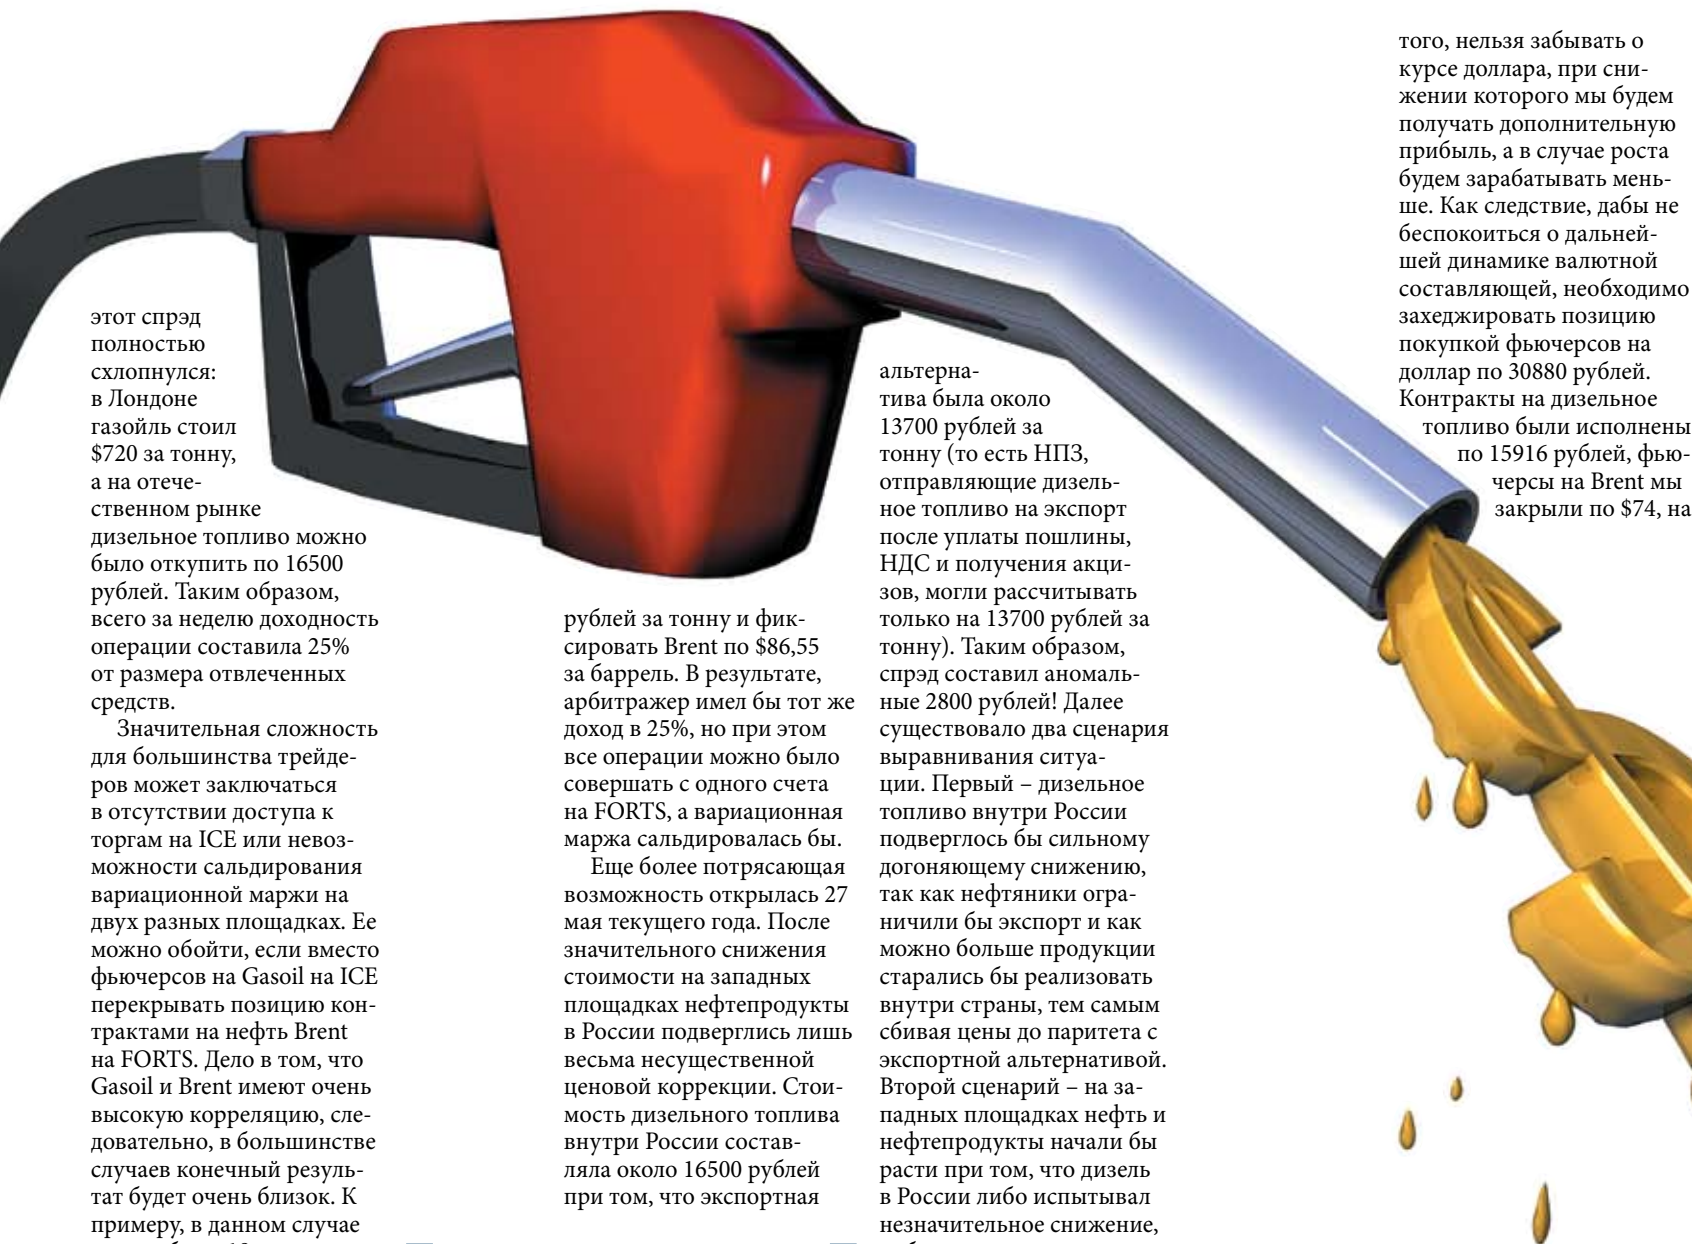 этот спрэд
полностью
схлопнулся:
в Лондоне
газойль стоил
$720 за тонну,
а на отече-
ственном рынке
дизельное топливо можно
было откупить по 16500
рублей. Таким образом,
всего за неделю доходность
операции составила 25%
от размера отвлеченных
средств.
Значительная сложность
для большинства трейде-
ров может заключаться
в отсутствии доступа к
торгам на ICE или невоз-
можности сальдирования
вариационной маржи на
двух разных площадках. Ее
можно обойти, если вместо
фьючерсов на Gasoil на ICE
перекрывать позицию кон-
трактами на нефть Brent
на FORTS. Дело в том, что
Gasoil и Brent имеют очень
высокую корреляцию, сле-
довательно, в большинстве
случаев конечный резуль-
тат будет очень близок. К
примеру, в данном случае
рублей за тонну и фик-
сировать Brent по $86,55
за баррель. В результате,
арбитражер имел бы тот же
доход в 25%, но при этом
все операции можно было
совершать с одного счета
на FORTS, а вариационная
маржа сальдировалась бы.
Еще более потрясающая
возможность открылась 27
мая текущего года. После
значительного снижения
стоимости на западных
площадках нефтепродукты
в России подверглись лишь
весьма несущественной
ценовой коррекции. Стои-
мость дизельного топлива
внутри России состав-
ляла около 16500 рублей
при том, что экспортная
альтерна-
тива была около
13700 рублей за
тонну (то есть НПЗ,
отправляющие дизель-
ное топливо на экспорт
после уплаты пошлины,
НДС и получения акци-
зов, могли рассчитывать
только на 13700 рублей за
тонну). Таким образом,
спрэд составил аномаль-
ные 2800 рублей! Далее
существовало два сценария
выравнивания ситуа-
ции. Первый – дизельное
топливо внутри России
подверглось бы сильному
догоняющему снижению,
так как нефтяники огра-
ничили бы экспорт и как
можно больше продукции
старались бы реализовать
внутри страны, тем самым
сбивая цены до паритета с
экспортной альтернативой.
Второй сценарий – на за-
падных площадках нефть и
нефтепродукты начали бы
расти при том, что дизель
в России либо испытывал
незначительное снижение,
того, нельзя забывать о
курсе доллара, при сни-
жении которого мы будем
получать дополнительную
прибыль, а в случае роста
будем зарабатывать мень-
ше. Как следствие, дабы не
беспокоиться о дальней-
шей динамике валютной
составляющей, необходимо
захеджировать позицию
покупкой фьючерсов на
доллар по 30880 рублей.
Контракты на дизельное
топливо были исполнены
по 15916 рублей, фью-
черсы на Brent мы
закрыли по $74, на